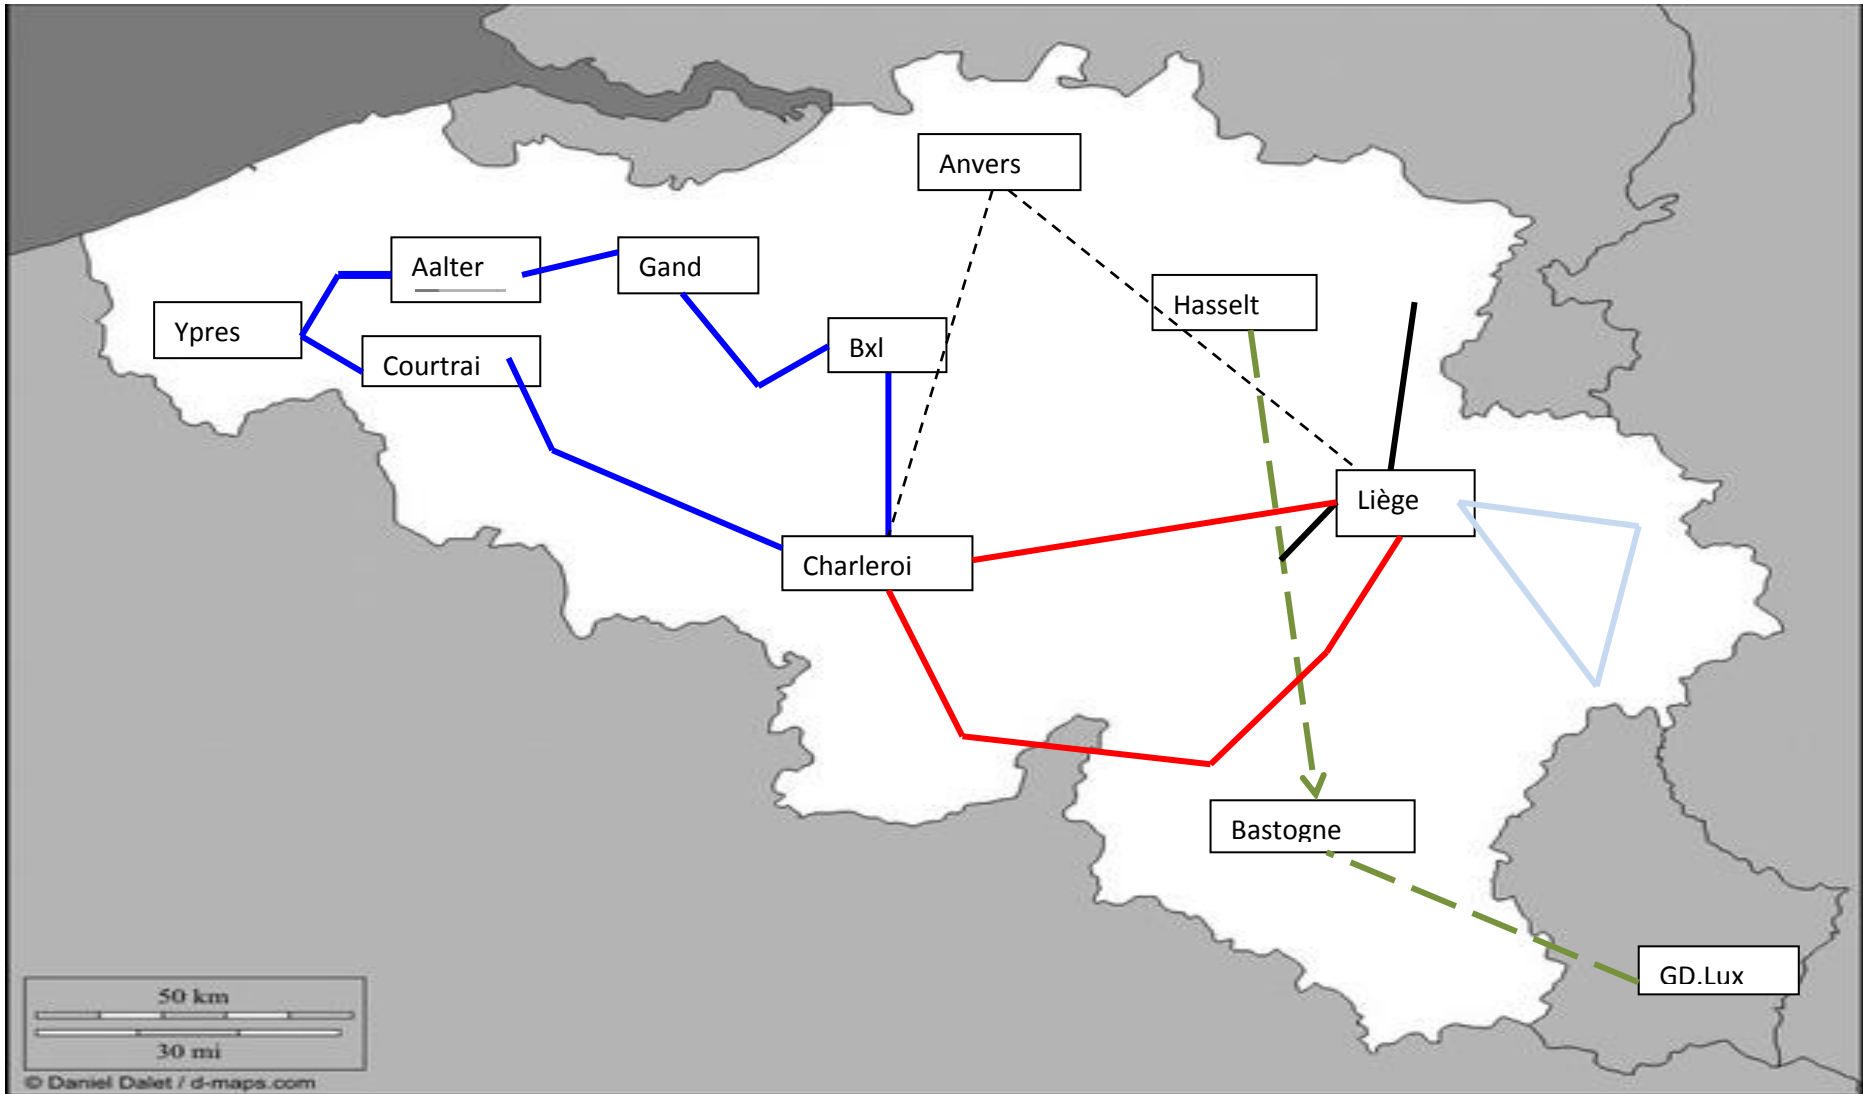 Anvers
Aalter
Gand
Hasselt
Ypres
Bxl
Courtrai
Liège
Charleroi
Bastogne
GD.Lux
50 km
30 mi
© Daniel Dalet / d-maps.com